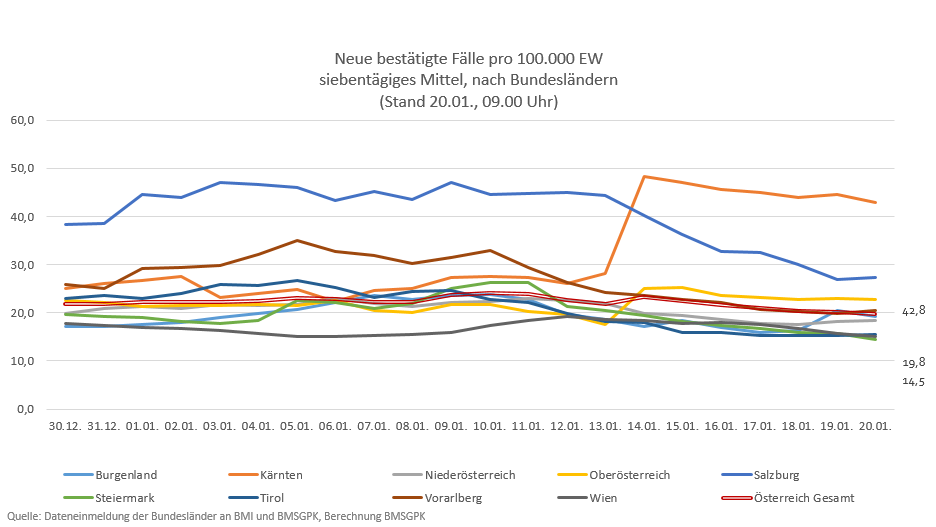 Neue bestätigte Fälle pro 100.000 EW
siebentägiges Mittel, nach Bundesländern
(Stand 20.01., 09.00 Uhr)
60,0
50,0
40,0
30,0
20,0
10,0
0,0
42,8
19,8
14,5
30.12. 31.12. 01.01. 02.01. 03.01. 04.01. 05.01. 06.01. 07.01. 08.01. 09.01. 10.01. 11.01. 12.01. 13.01. 14.01. 15.01. 16.01. 17.01. 18.01. 19.01. 20.01.
Burgenland Kärnten Niederösterreich Oberösterreich Salzburg
Steiermark Tirol Vorarlberg Wien Österreich Gesamt
Quelle: Dateneinmeldung der Bundesländer an BMI und BMSGPK, Berechnung BMSGPK